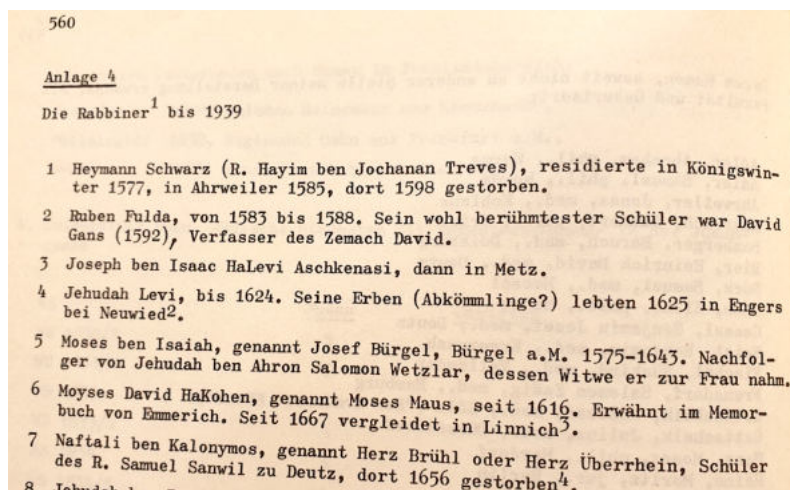 560
Anlage 4
Die Rabbiner¹ bis 1939
1 Heymann Schwarz (R. Hayim ben Jochanan Treves), residierte in Königswin-
ter 1577, in Ahrweiler 1585, dort 1598 gestorben.
2 Ruben Fulda, von 1583 bis 1588. Sein wohl berühmtester Schüler war David
Gans (1592), Verfasser des Zemach David.
3 Joseph ben Isaac HaLevi Aschkenasi, dann in Metz.
4 Jehudah Levi, bis 1624. Seine Erben (Abkömmlinge?) lebten 1625 in Engers
bei Neuwied².
5 Moses ben Isaiah, genannt Josef Bürgel, Bürgel a.M. 1575-1643. Nachfol-
ger von Jehudah ben Ahron Salomon Wetzlar, dessen Witwe er zur Frau nahm.
6 Moyses David HaKohen, genannt Moses Maus, seit 1616. Erwähnt im Memor-
buch von Emmerich. Seit 1667 vergleidet in Linnich³.
7 Naftali ben Kalonymos, genannt Herz Brühl oder Herz Überrhein, Schüler
des R. Samuel Sanwil zu Deutz, dort 1656 gestorben⁴.
8